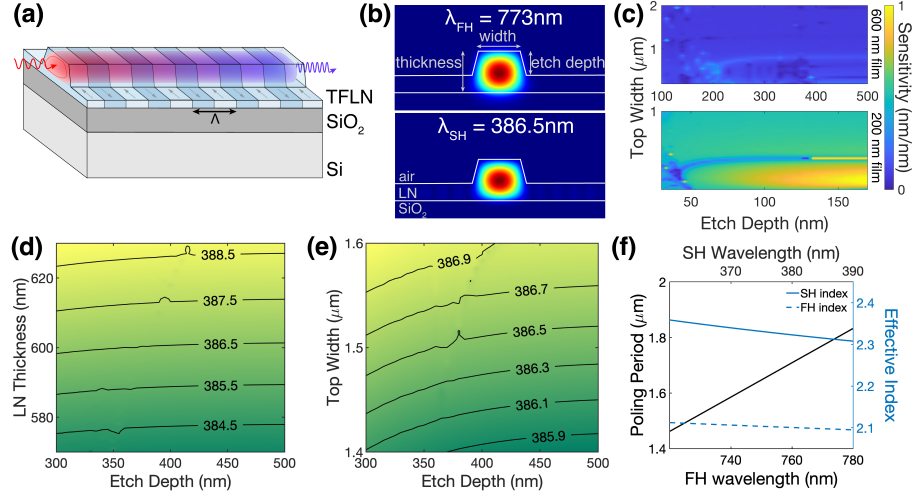 (a)
TFLN
Λ
SiO2
Si
(b)
λFH = 773nm
width
thickness
etch depth
λSH = 386.5nm
air
LN
SiO2
(c)
2
1
100 200 300 400 500
600 nm film
1
0
50 100 150
200 nm film
Top Width (μm)
Etch Depth (nm)
1
0
Sensitivity (nm/nm)
(d)
620
600
580
LN Thickness (nm)
388.5
387.5
386.5
385.5
384.5
300 350 400 450 500
Etch Depth (nm)
(e)
1.6
1.5
1.4
Top Width (μm)
386.9
386.7
386.5
386.3
386.1
385.9
300 350 400 450 500
Etch Depth (nm)
(f)
SH Wavelength (nm)
370 380 390
2
1.8
1.6
1.4
Poling Period (μm)
SH index
FH index
2.4
2.3
2.2
2.1
Effective Index
740 760 780
FH wavelength (nm)